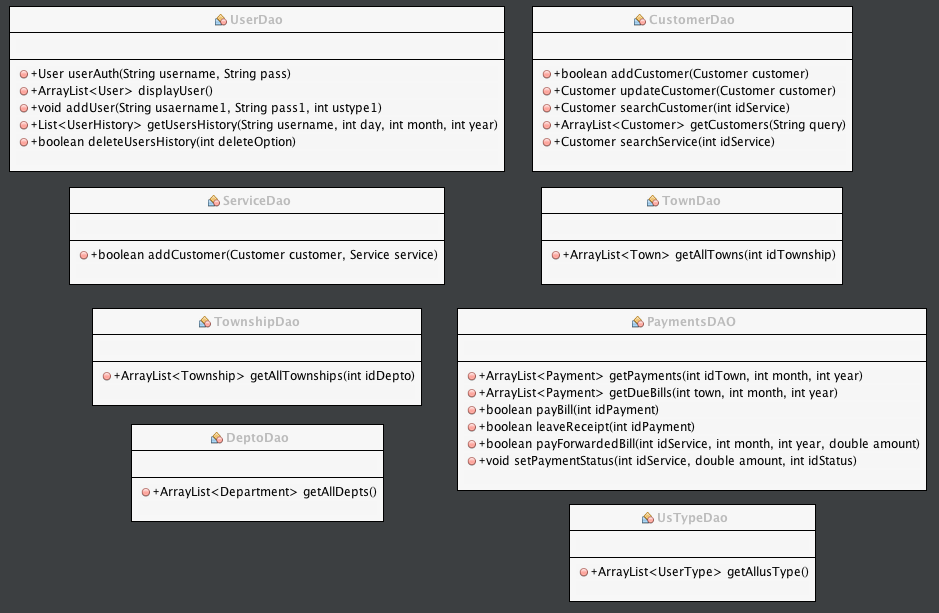 UserDao
+User userAuth(String username, String pass)
+ArrayList<User> displayUser()
+void addUser(String usaername1, String pass1, int ustype1)
+List<UserHistory> getUsersHistory(String username, int day, int month, int year)
+boolean deleteUsersHistory(int deleteOption)
CustomerDao
+boolean addCustomer(Customer customer)
+Customer updateCustomer(Customer customer)
+Customer searchCustomer(int idService)
+ArrayList<Customer> getCustomers(String query)
+Customer searchService(int idService)
ServiceDao
+boolean addCustomer(Customer customer, Service service)
TownDao
+ArrayList<Town> getAllTowns(int idTownship)
TownshipDao
+ArrayList<Township> getAllTownships(int idDepto)
PaymentsDAO
+ArrayList<Payment> getPayments(int idTown, int month, int year)
+ArrayList<Payment> getDueBills(int town, int month, int year)
+boolean payBill(int idPayment)
+boolean leaveReceipt(int idPayment)
+boolean payForwardedBill(int idService, int month, int year, double amount)
+void setPaymentStatus(int idService, double amount, int idStatus)
DeptoDao
+ArrayList<Department> getAllDepts()
UsTypeDao
+ArrayList<UserType> getAllusType()